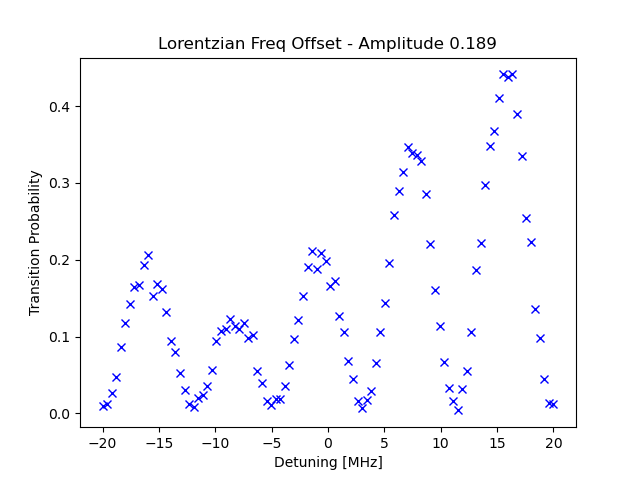 Lorentzian Freq Offset - Amplitude 0.189
Transition Probability
0.4
0.3
0.2
0.1
0.0
−20 −15 −10 −5 0 5 10 15 20
Detuning [MHz]